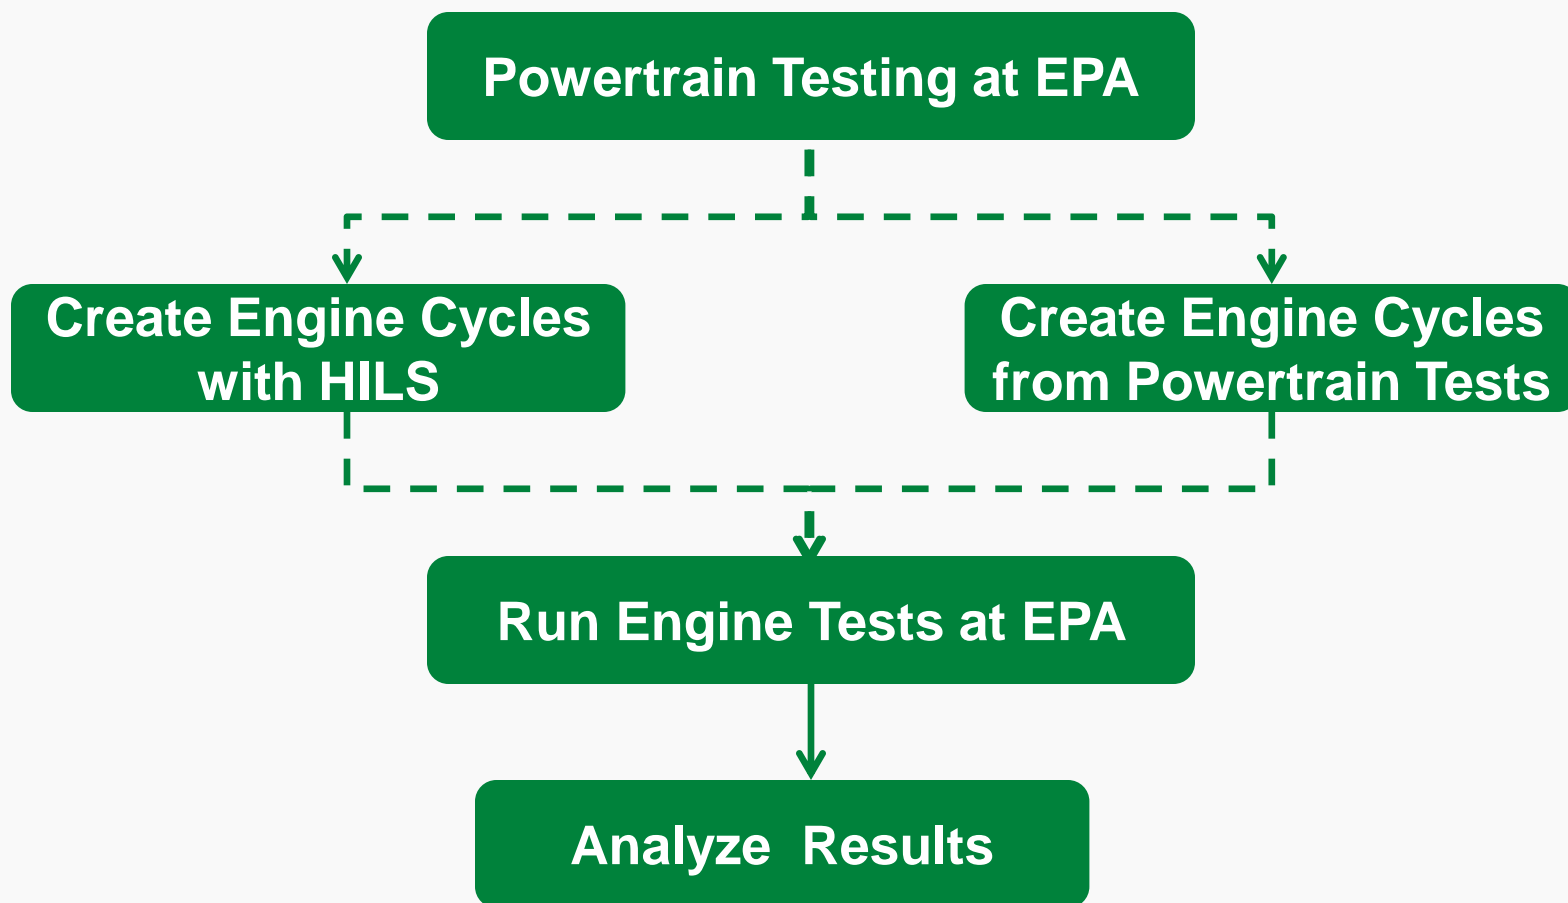 Powertrain Testing at EPA
Create Engine Cycles
with HILS
Create Engine Cycles
from Powertrain Tests
Run Engine Tests at EPA
Analyze  Results